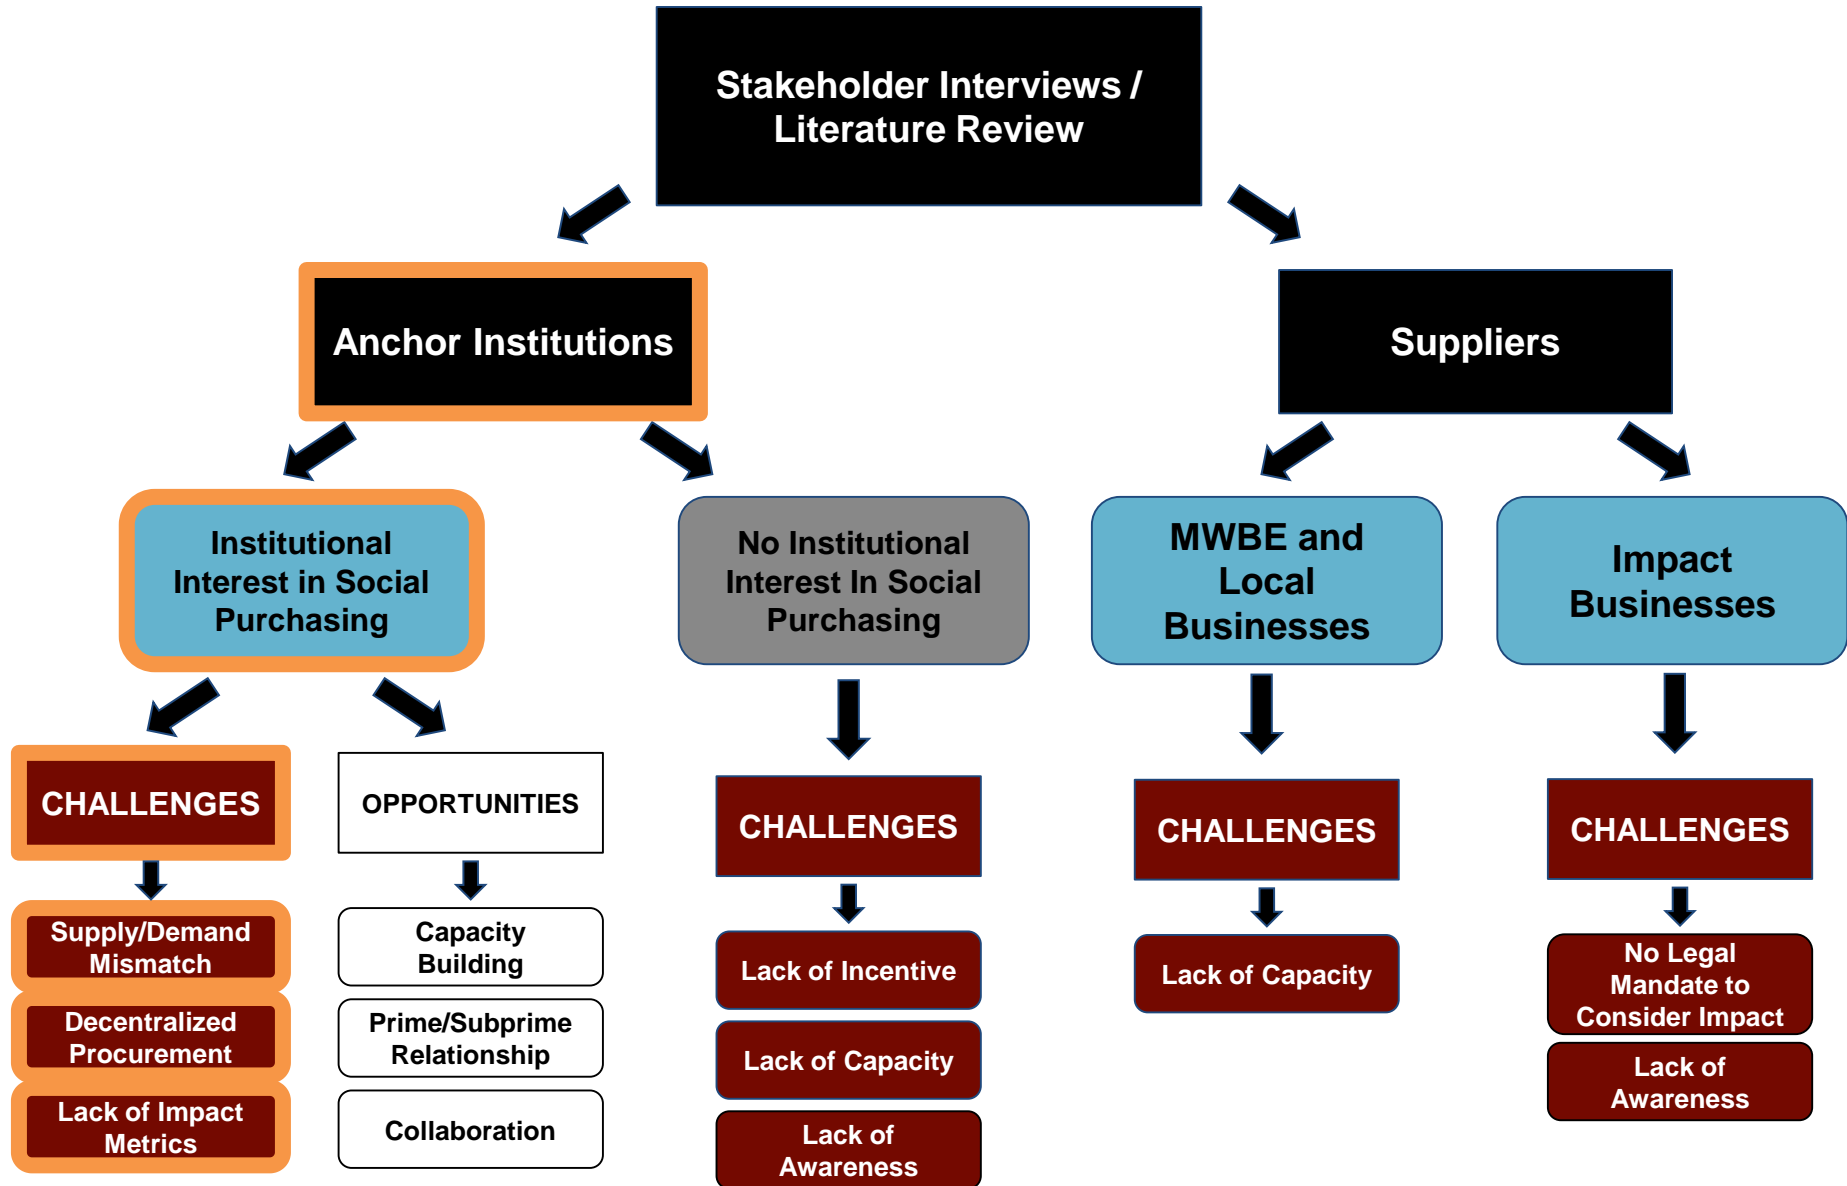 Stakeholder Interviews /
Literature Review
Anchor Institutions
Suppliers
Institutional
Interest in Social
Purchasing
No Institutional
Interest In Social
Purchasing
MWBE and
Local
Businesses
Impact
Businesses
CHALLENGES
Supply/Demand
Mismatch
Decentralized
Procurement
Lack of Impact
Metrics
OPPORTUNITIES
Capacity
Building
Prime/Subprime
Relationship
Collaboration
CHALLENGES
Lack of Incentive
Lack of Capacity
Lack of
Awareness
CHALLENGES
Lack of Capacity
CHALLENGES
No Legal
Mandate to
Consider Impact
Lack of
Awareness